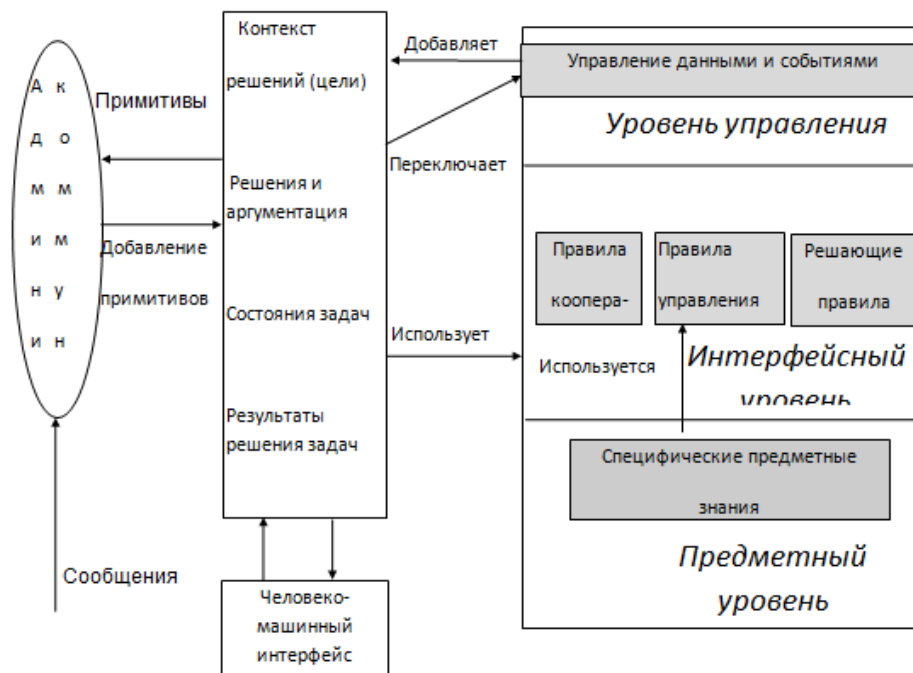 А к
д о
м м
и м
н у
и н
Примитивы
Добавление
примитивов
Сообщения
Контекст
решений (цели)
Решения и
аргументация
Состояния задач
Результаты
решения задач
Человеко-
машинный
интерфейс
Добавляет
Переключает
Использует
Управление данными и событиями
Уровень управления
Правила
коопера-
Правила
управления
Решающие
правила
Используется
Интерфейсный
уровень
Специфические предметные
знания
Предметный
уровень